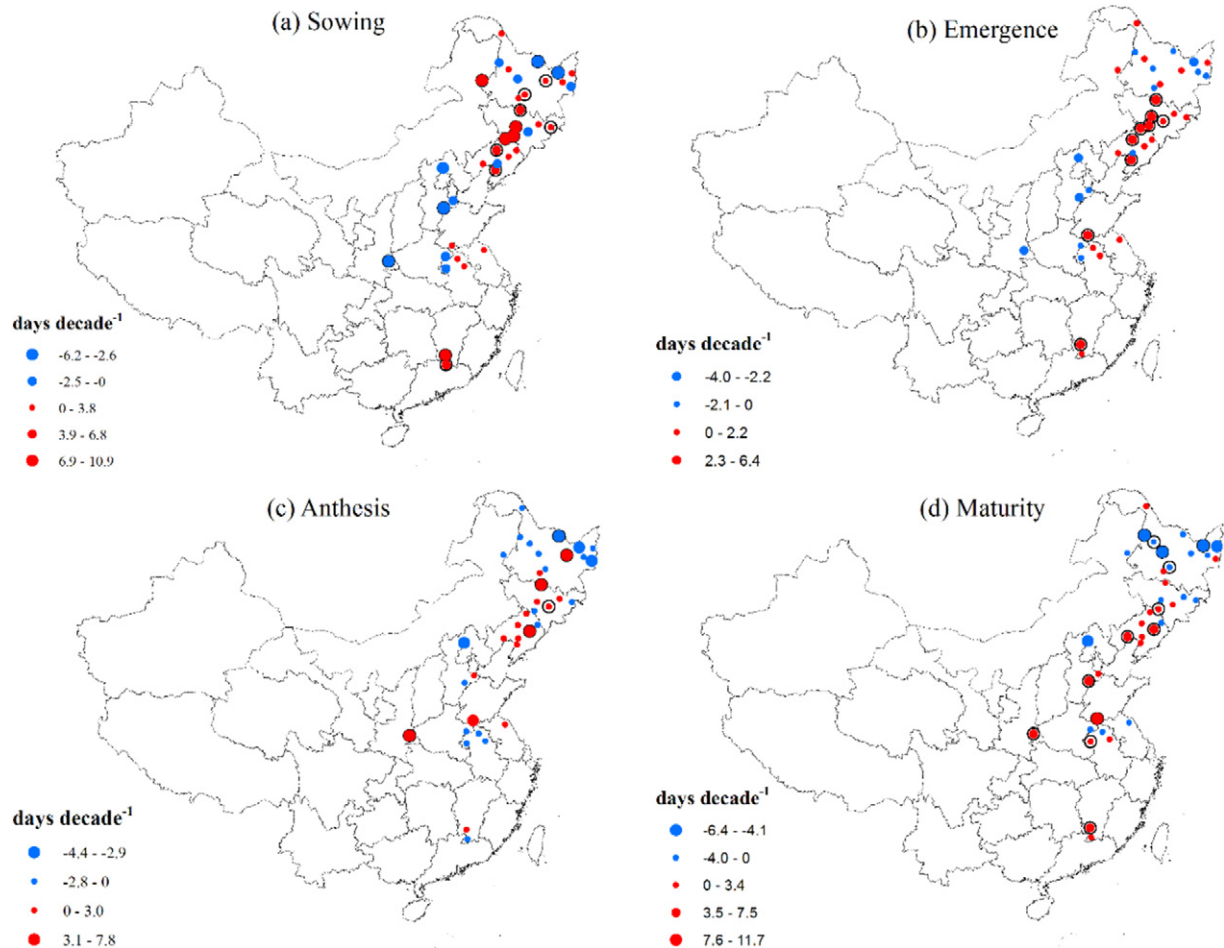 (a) Sowing
days decade-1
-6.2 - -2.6
-2.5 - -0
0 - 3.8
3.9 - 6.8
6.9 - 10.9
(b) Emergence
days decade-1
-4.0 - -2.2
-2.1 - 0
0 - 2.2
2.3 - 6.4
(c) Anthesis
days decade-1
-4.4 - -2.9
-2.8 - 0
0 - 3.0
3.1 - 7.8
(d) Maturity
days decade-1
-6.4 - -4.1
-4.0 - 0
0 - 3.4
3.5 - 7.5
7.6 - 11.7